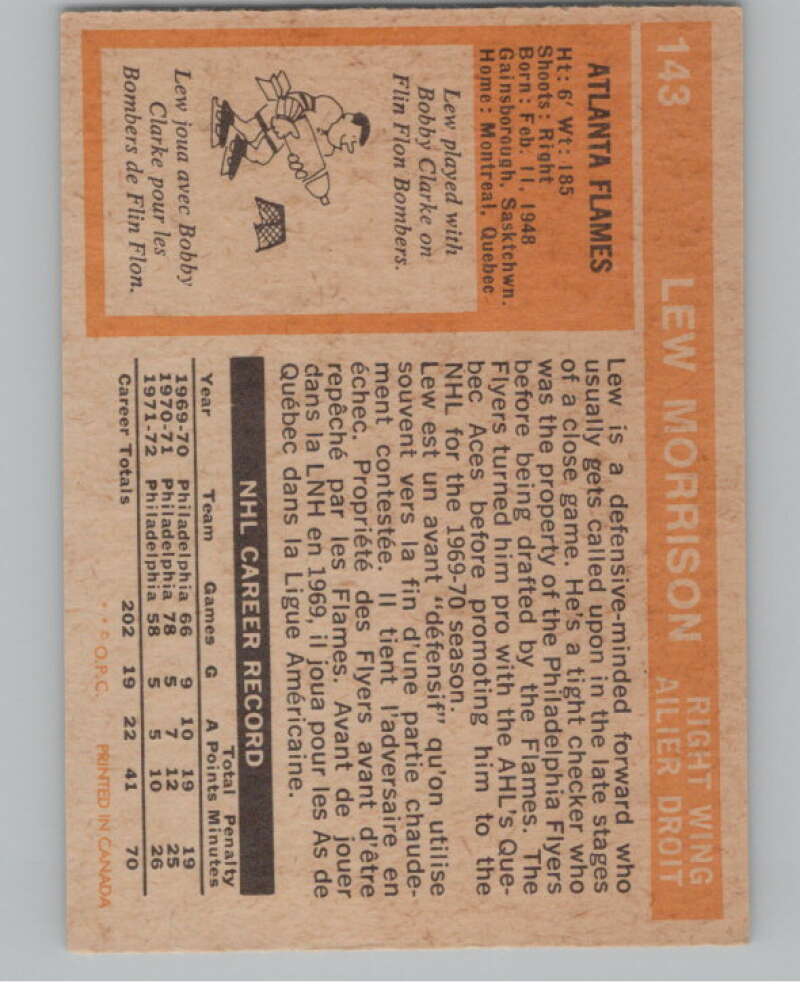 143 LEW MORRISON RIGHT WING
AILIER DROIT
ATLANTA FLAMES
Ht: 6' Wt: 185
Shoots: Right
Born: Feb. 11, 1948
Gainsborough, Sasktchwn.
Home: Montreal, Quebec
Lew played with
Bobby Clarke on
Flin Flon Bombers.
Lew joua avec Bobby
Clarke pour les
Bombers de Flin Flon.
Lew is a defensive-minded forward who
usually gets called upon in the late stages
of a close game. He's a tight checker who
was the property of the Philadelphia Flyers
before being drafted by the Flames. The
Flyers turned him pro with the AHL's Que-
bec Aces before promoting him to the
NHL for the 1969-70 season.
Lew est un avant "défensif" qu'on utilise
souvent vers la fin d'une partie chaude-
ment contestée. Il tient l'adversaire en
échec. Propriété des Flyers avant d'être
repêché par les Flames. Avant de jouer
dans la LNH en 1969, il joua pour les As de
Québec dans la Ligue Américaine.
NHL CAREER RECORD
Total Penalty
Year Team Games G A Points Minutes
1969-70 Philadelphia 66 9 10 19 19
1970-71 Philadelphia 78 5 7 12 25
1971-72 Philadelphia 58 5 5 10 26
Career Totals 202 19 22 41 70
* * © O.P.C. PRINTED IN CANADA